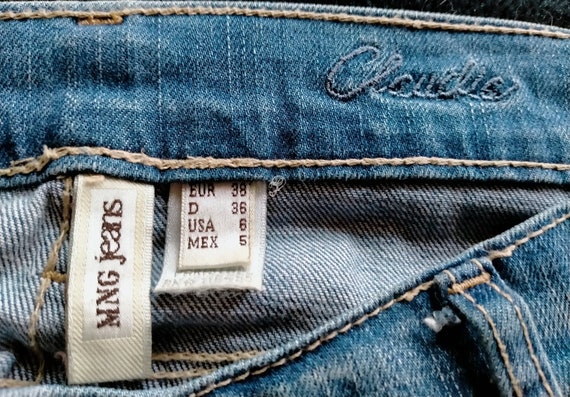 Claudia
MNG jeans
EUR 38
D 36
USA 6
MEX 5